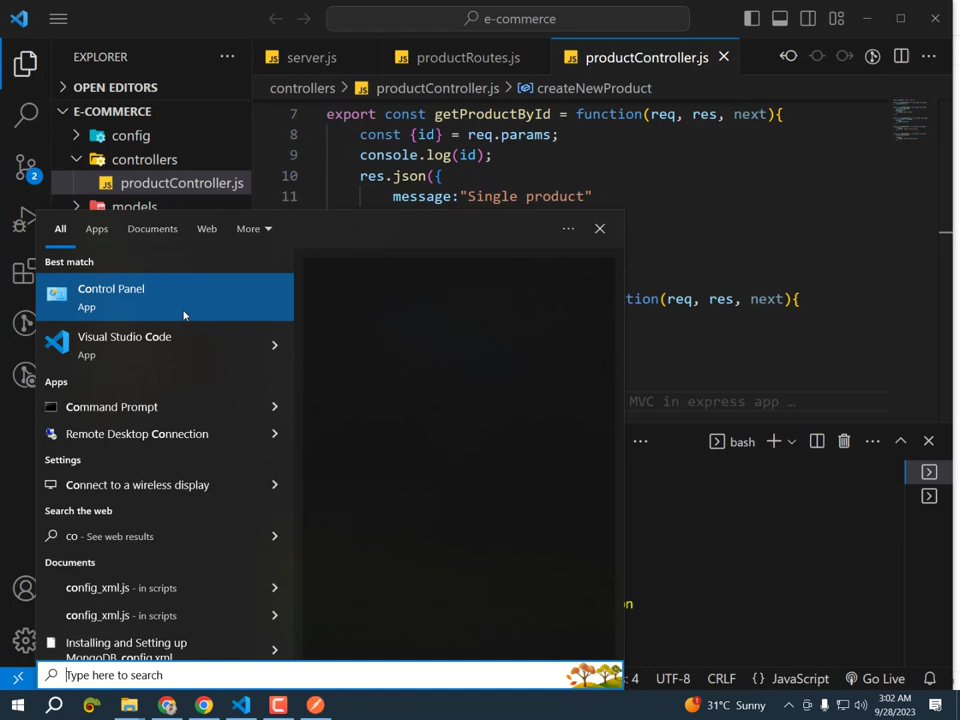 e-commerce
EXPLORER
server.js
productRoutes.js
productController.js
OPEN EDITORS
controllers
productController.js
createNewProduct
E-COMMERCE
config
controllers
productController.js
models
7 export const getProductById = function(req, res, next){
8 const {id} = req.params;
9 console.log(id);
10 res.json({
11 message:"Single product"
2
All
Apps
Documents
Web
More
Best match
Control Panel
App
Visual Studio Code
App
Apps
Command Prompt
Remote Desktop Connection
Settings
Connect to a wireless display
Search the web
co - See web results
Documents
config_xml.js - in scripts
config_xml.js - in scripts
Installing and Setting up
MongoDB_config.xml
Type here to search
tion(req, res, next){
MVC in express app …
bash
on
: 4
UTF-8
CRLF
{ } JavaScript
Go Live
31°C Sunny
3:02 AM
9/28/2023